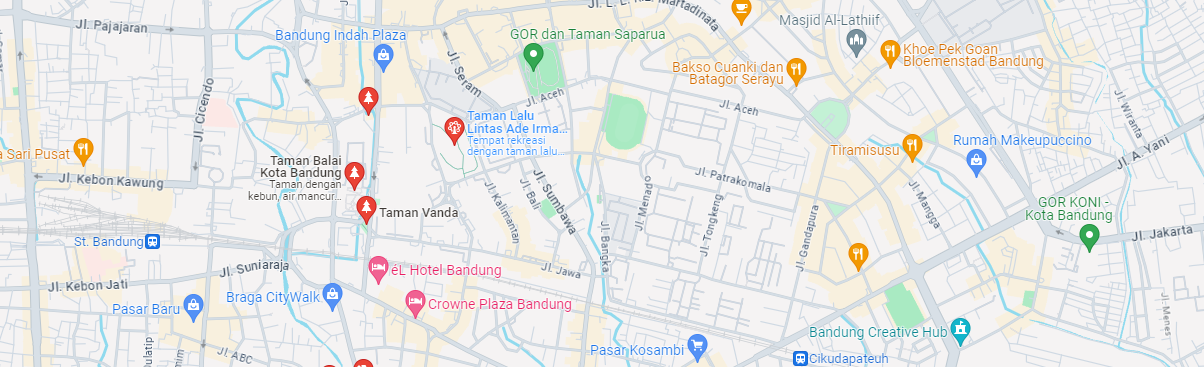 Jl. L. L. R.E. Martadinata
Jl. Pajajaran
Masjid Al-Lathiif
Bandung Indah Plaza
GOR dan Taman Saparua
Khoe Pek Goan
Bloemenstad Bandung
Bakso Cuanki dan
Batagor Serayu
Jl. Seram
Jl. Aceh
Jl. Aceh
Jl. Cicendo
Jl. Wiranta
Taman Lalu
Lintas Ade Irma...
Tempat rekreasi
dengan taman lalu...
Sari Pusat
Tiramisusu
Rumah Makeupuccino
Jl. A. Yani
Taman Balai
Kota Bandung
Taman dengan
kebun, air mancur...
Jl. Kebon Kawung
Jl. Patrakomala
Jl. Kalimantan
Jl. Bali
Jl. Sumbawa
Jl. Menado
Jl. Tongkeng
Jl. Gandapura
Jl. Mangga
Taman Vanda
GOR KONI -
Kota Bandung
Jl. Jakarta
St. Bandung
Jl. Bangka
Jl. Suniaraja
éL Hotel Bandung
Jl. Jawa
Jl. Kebon Jati
Braga CityWalk
Crowne Plaza Bandung
Pasar Baru
Jl. Menes
Bandung Creative Hub
Jl. ABC
Pasar Kosambi
Cikudapateuh